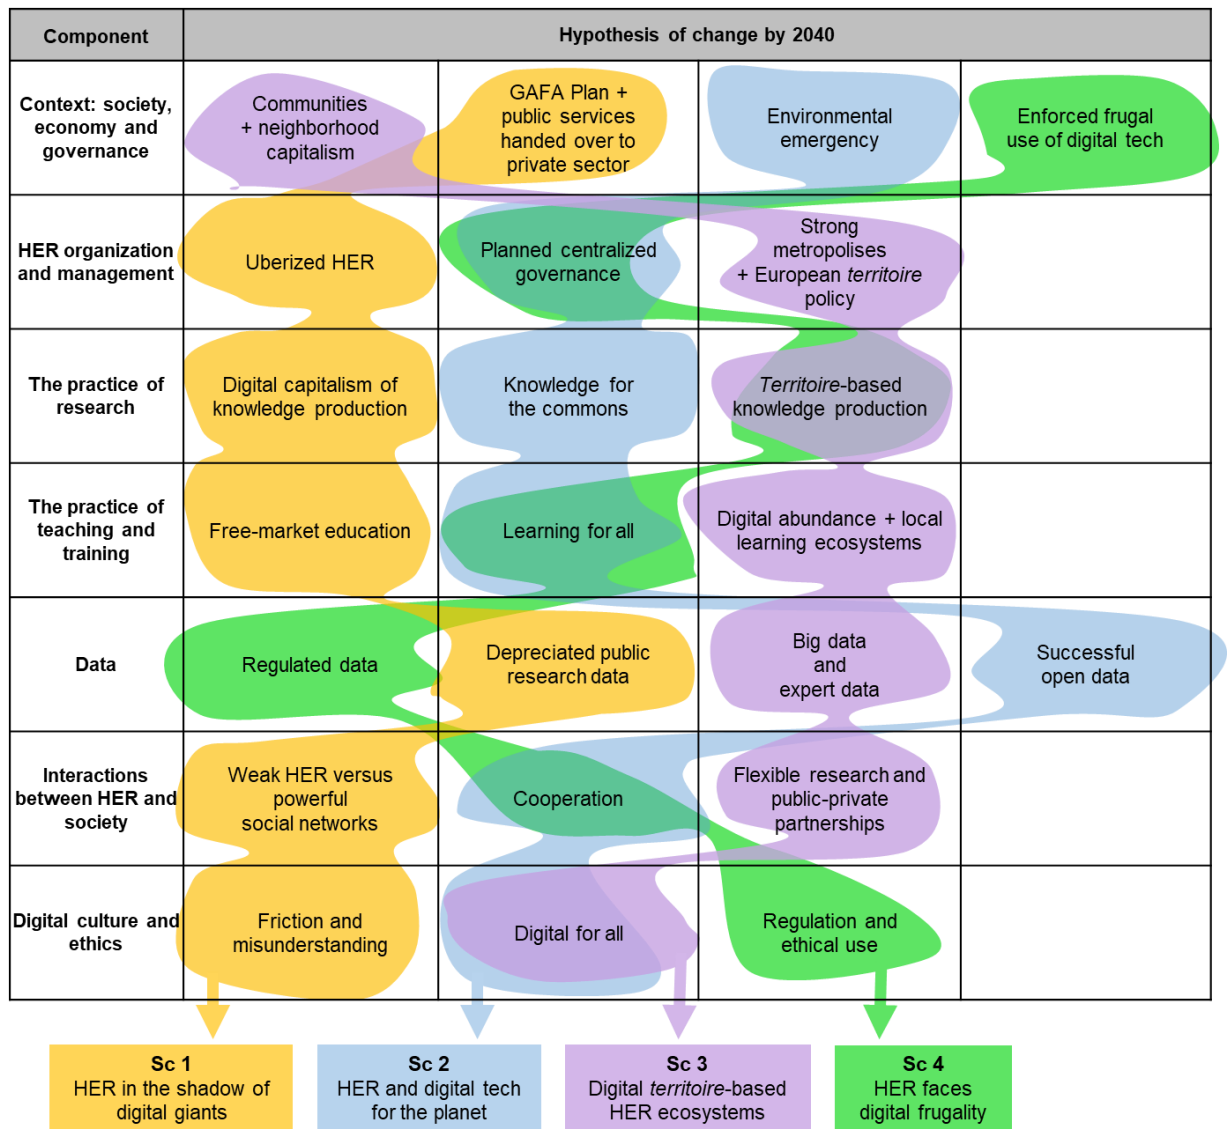 Component
Hypothesis of change by 2040
Context: society,
economy and
governance
Communities
+ neighborhood
capitalism
GAFA Plan +
public services
handed over to
private sector
Environmental
emergency
Enforced frugal
use of digital tech
HER organization
and management
Uberized HER
Planned centralized
governance
Strong
metropolises
+ European territoire
policy
The practice of
research
Digital capitalism of
knowledge production
Knowledge for
the commons
Territoire-based
knowledge production
The practice of
teaching and
training
Free-market education
Learning for all
Digital abundance + local
learning ecosystems
Data
Regulated data
Depreciated public
research data
Big data
and
expert data
Successful
open data
Interactions
between HER and
society
Weak HER versus
powerful
social networks
Cooperation
Flexible research and
public-private
partnerships
Digital culture and
ethics
Friction and
misunderstanding
Digital for all
Regulation and
ethical use
Sc 1
HER in the shadow of
digital giants
Sc 2
HER and digital tech
for the planet
Sc 3
Digital territoire-based
HER ecosystems
Sc 4
HER faces
digital frugality